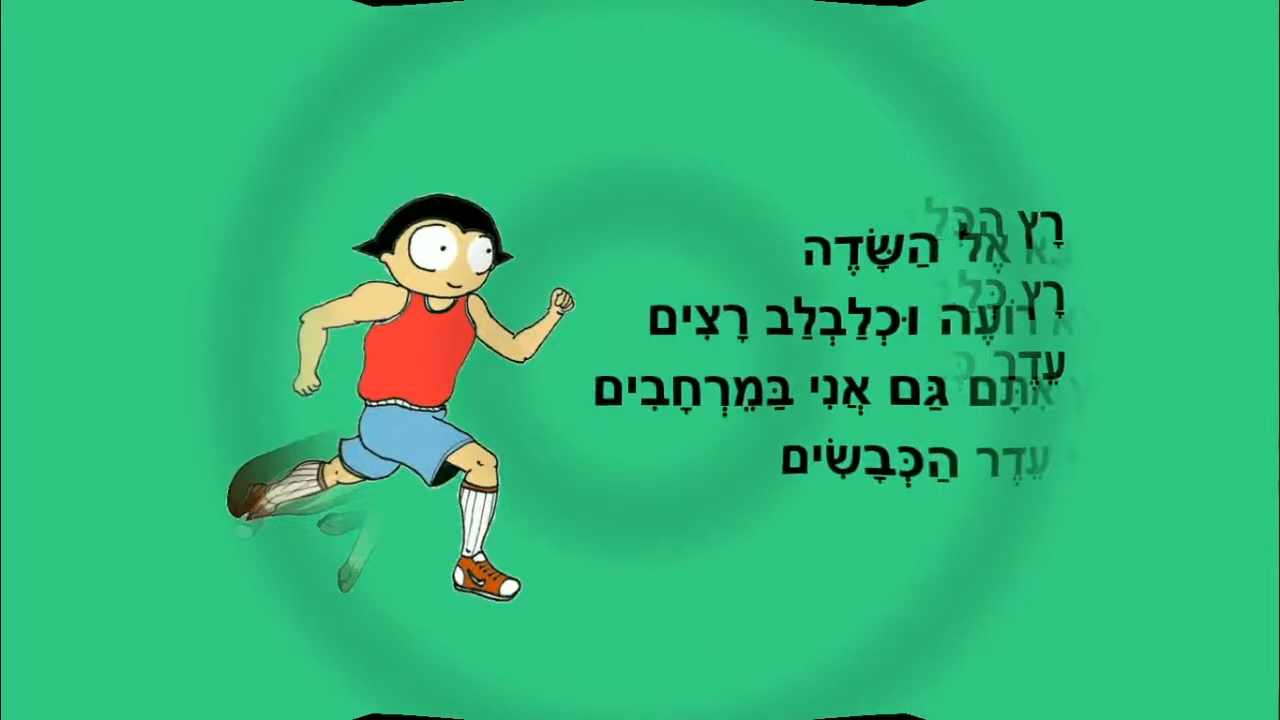 רָץ
אֶל הַשָּׂדֶה
רָץ
רוֹעֶה וּכְלַבְלַב רָצִים
עֵדֶר
אִתָּם גַּם אֲנִי בַּמֵרְחָבִים
עֵדֶר הַכְּבָשִׂים